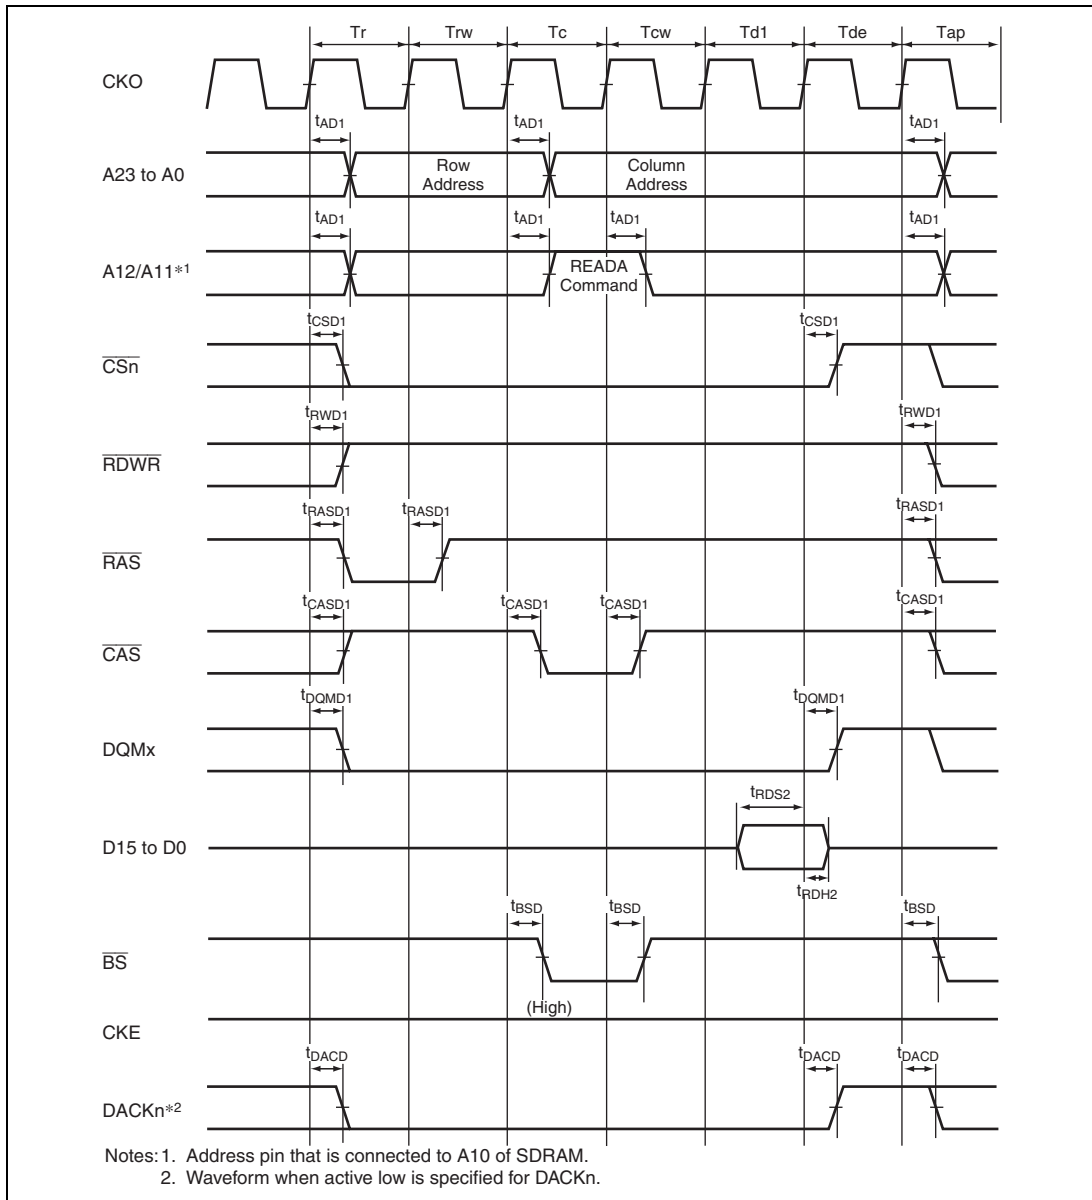 Tr Trw Tc Tcw Td1 Tde Tap
CKO
tAD1 tAD1 tAD1
A23 to A0
Row Address
Column Address
tAD1 tAD1 tAD1 tAD1
A12/A11*1
READA Command
tCSD1 tCSD1
CSn
tRWD1 tRWD1
RDWR
tRASD1 tRASD1 tRASD1
RAS
tCASD1 tCASD1 tCASD1 tCASD1
CAS
tDQMD1 tDQMD1
DQMx
tRDS2
D15 to D0
tRDH2
tBSD tBSD tBSD
BS
(High)
CKE
tDACD tDACD tDACD
DACKn*2
Notes: 1. Address pin that is connected to A10 of SDRAM.
2. Waveform when active low is specified for DACKn.